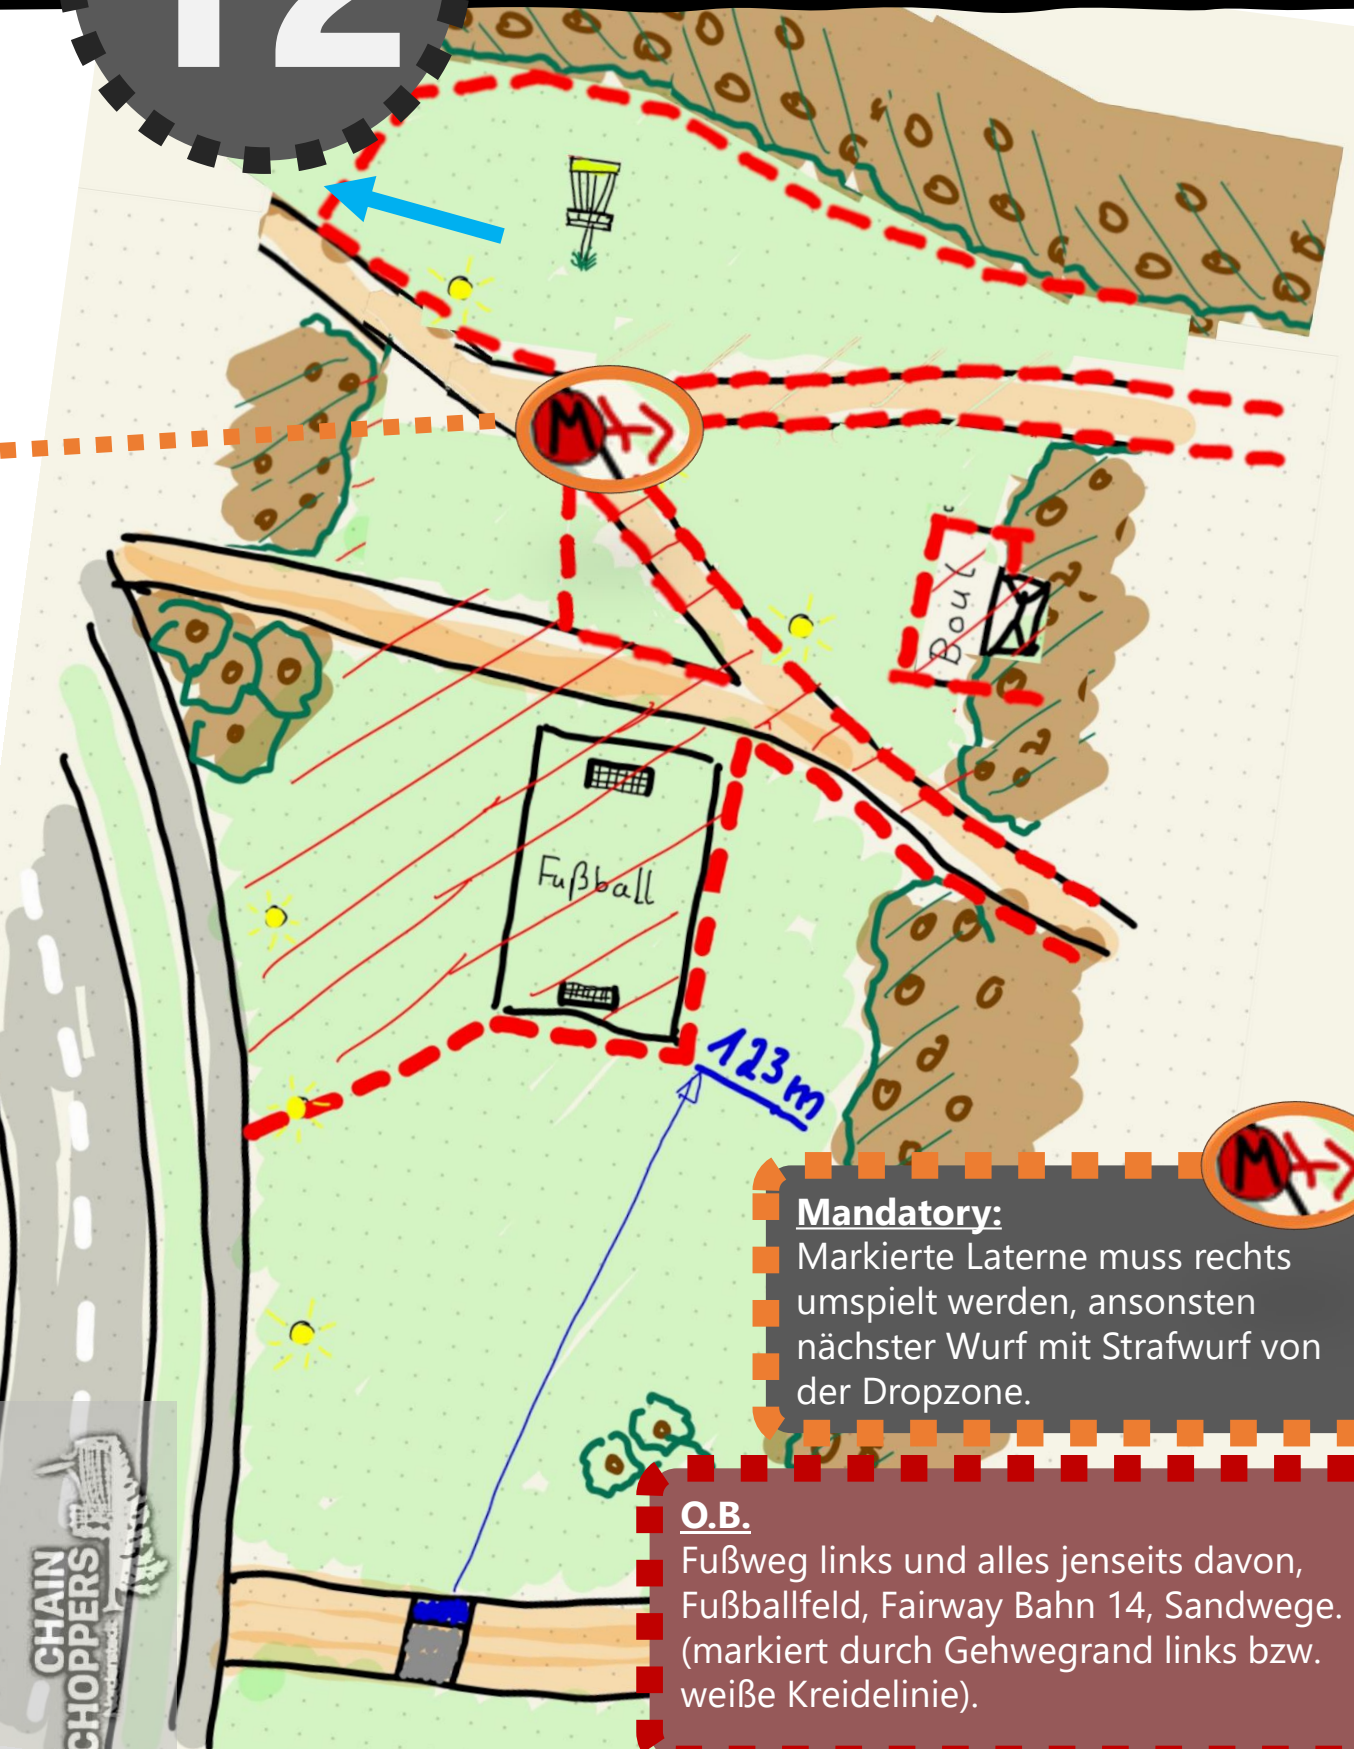 12
M
Boul
Fußball
123m
M
Mandatory:
Markierte Laterne muss rechts
umspielt werden, ansonsten
nächster Wurf mit Strafwurf von
der Dropzone.
O.B.
Fußweg links und alles jenseits davon,
Fußballfeld, Fairway Bahn 14, Sandwege.
(markiert durch Gehwegrand links bzw.
weiße Kreidelinie).
CHAIN
CHOPPERS